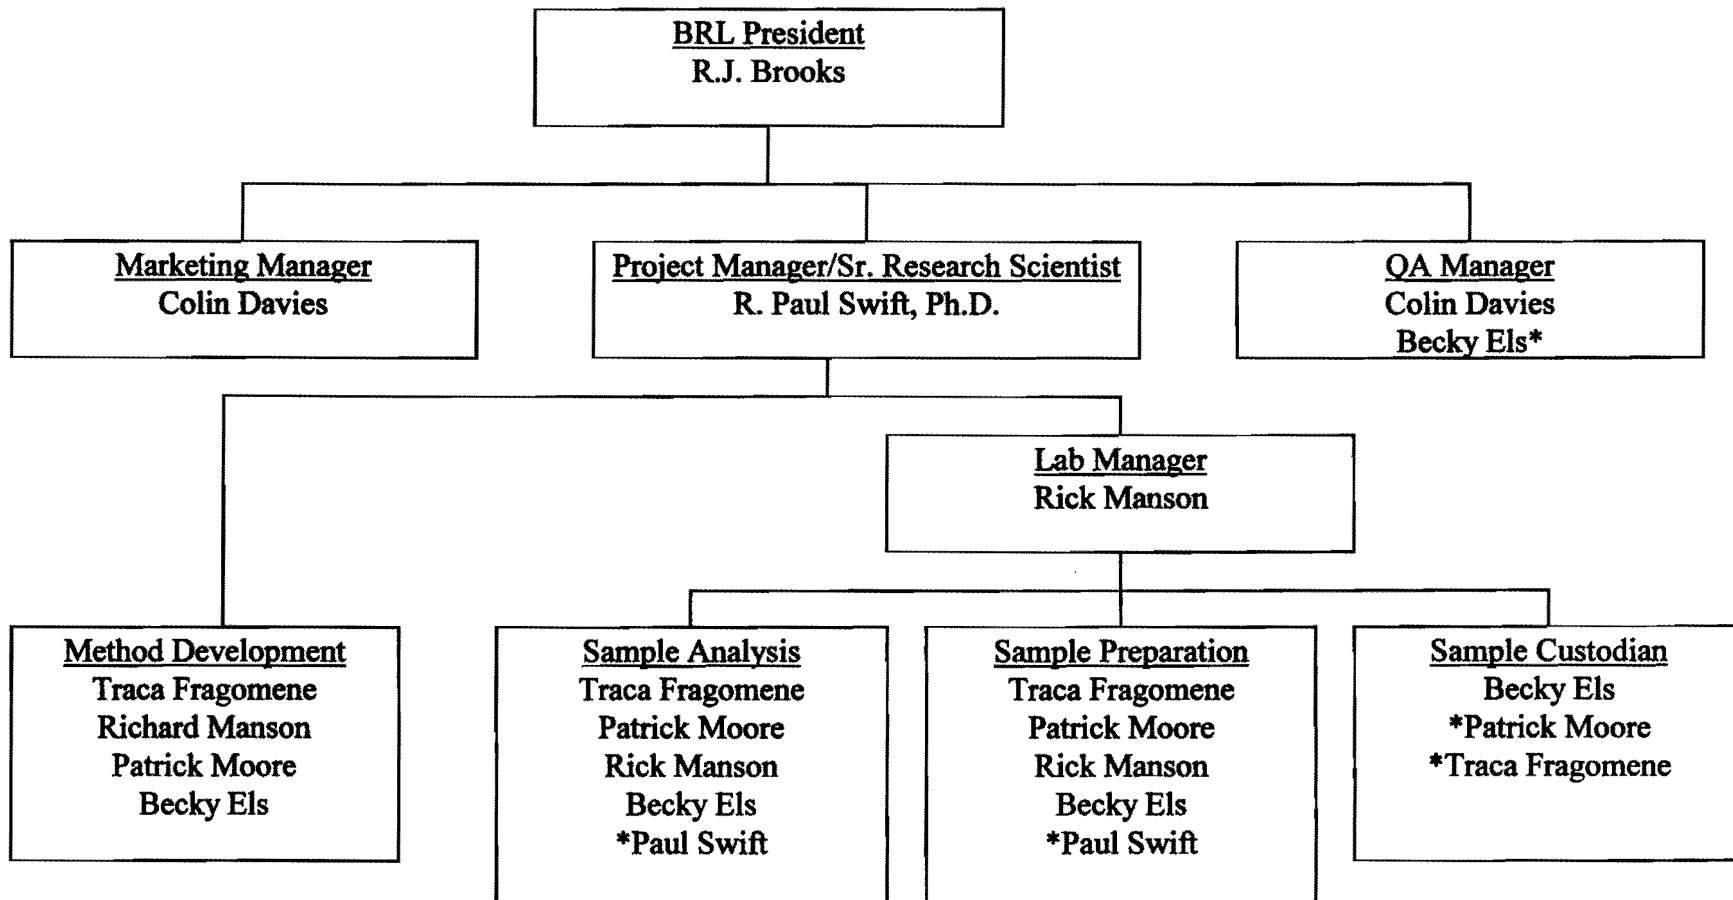 BRL President
R.J. Brooks
Marketing Manager
Colin Davies
Project Manager/Sr. Research Scientist
R. Paul Swift, Ph.D.
QA Manager
Colin Davies
Becky Els*
Lab Manager
Rick Manson
Method Development
Traca Fragomene
Richard Manson
Patrick Moore
Becky Els
Sample Analysis
Traca Fragomene
Patrick Moore
Rick Manson
Becky Els
*Paul Swift
Sample Preparation
Traca Fragomene
Patrick Moore
Rick Manson
Becky Els
*Paul Swift
Sample Custodian
Becky Els
*Patrick Moore
*Traca Fragomene